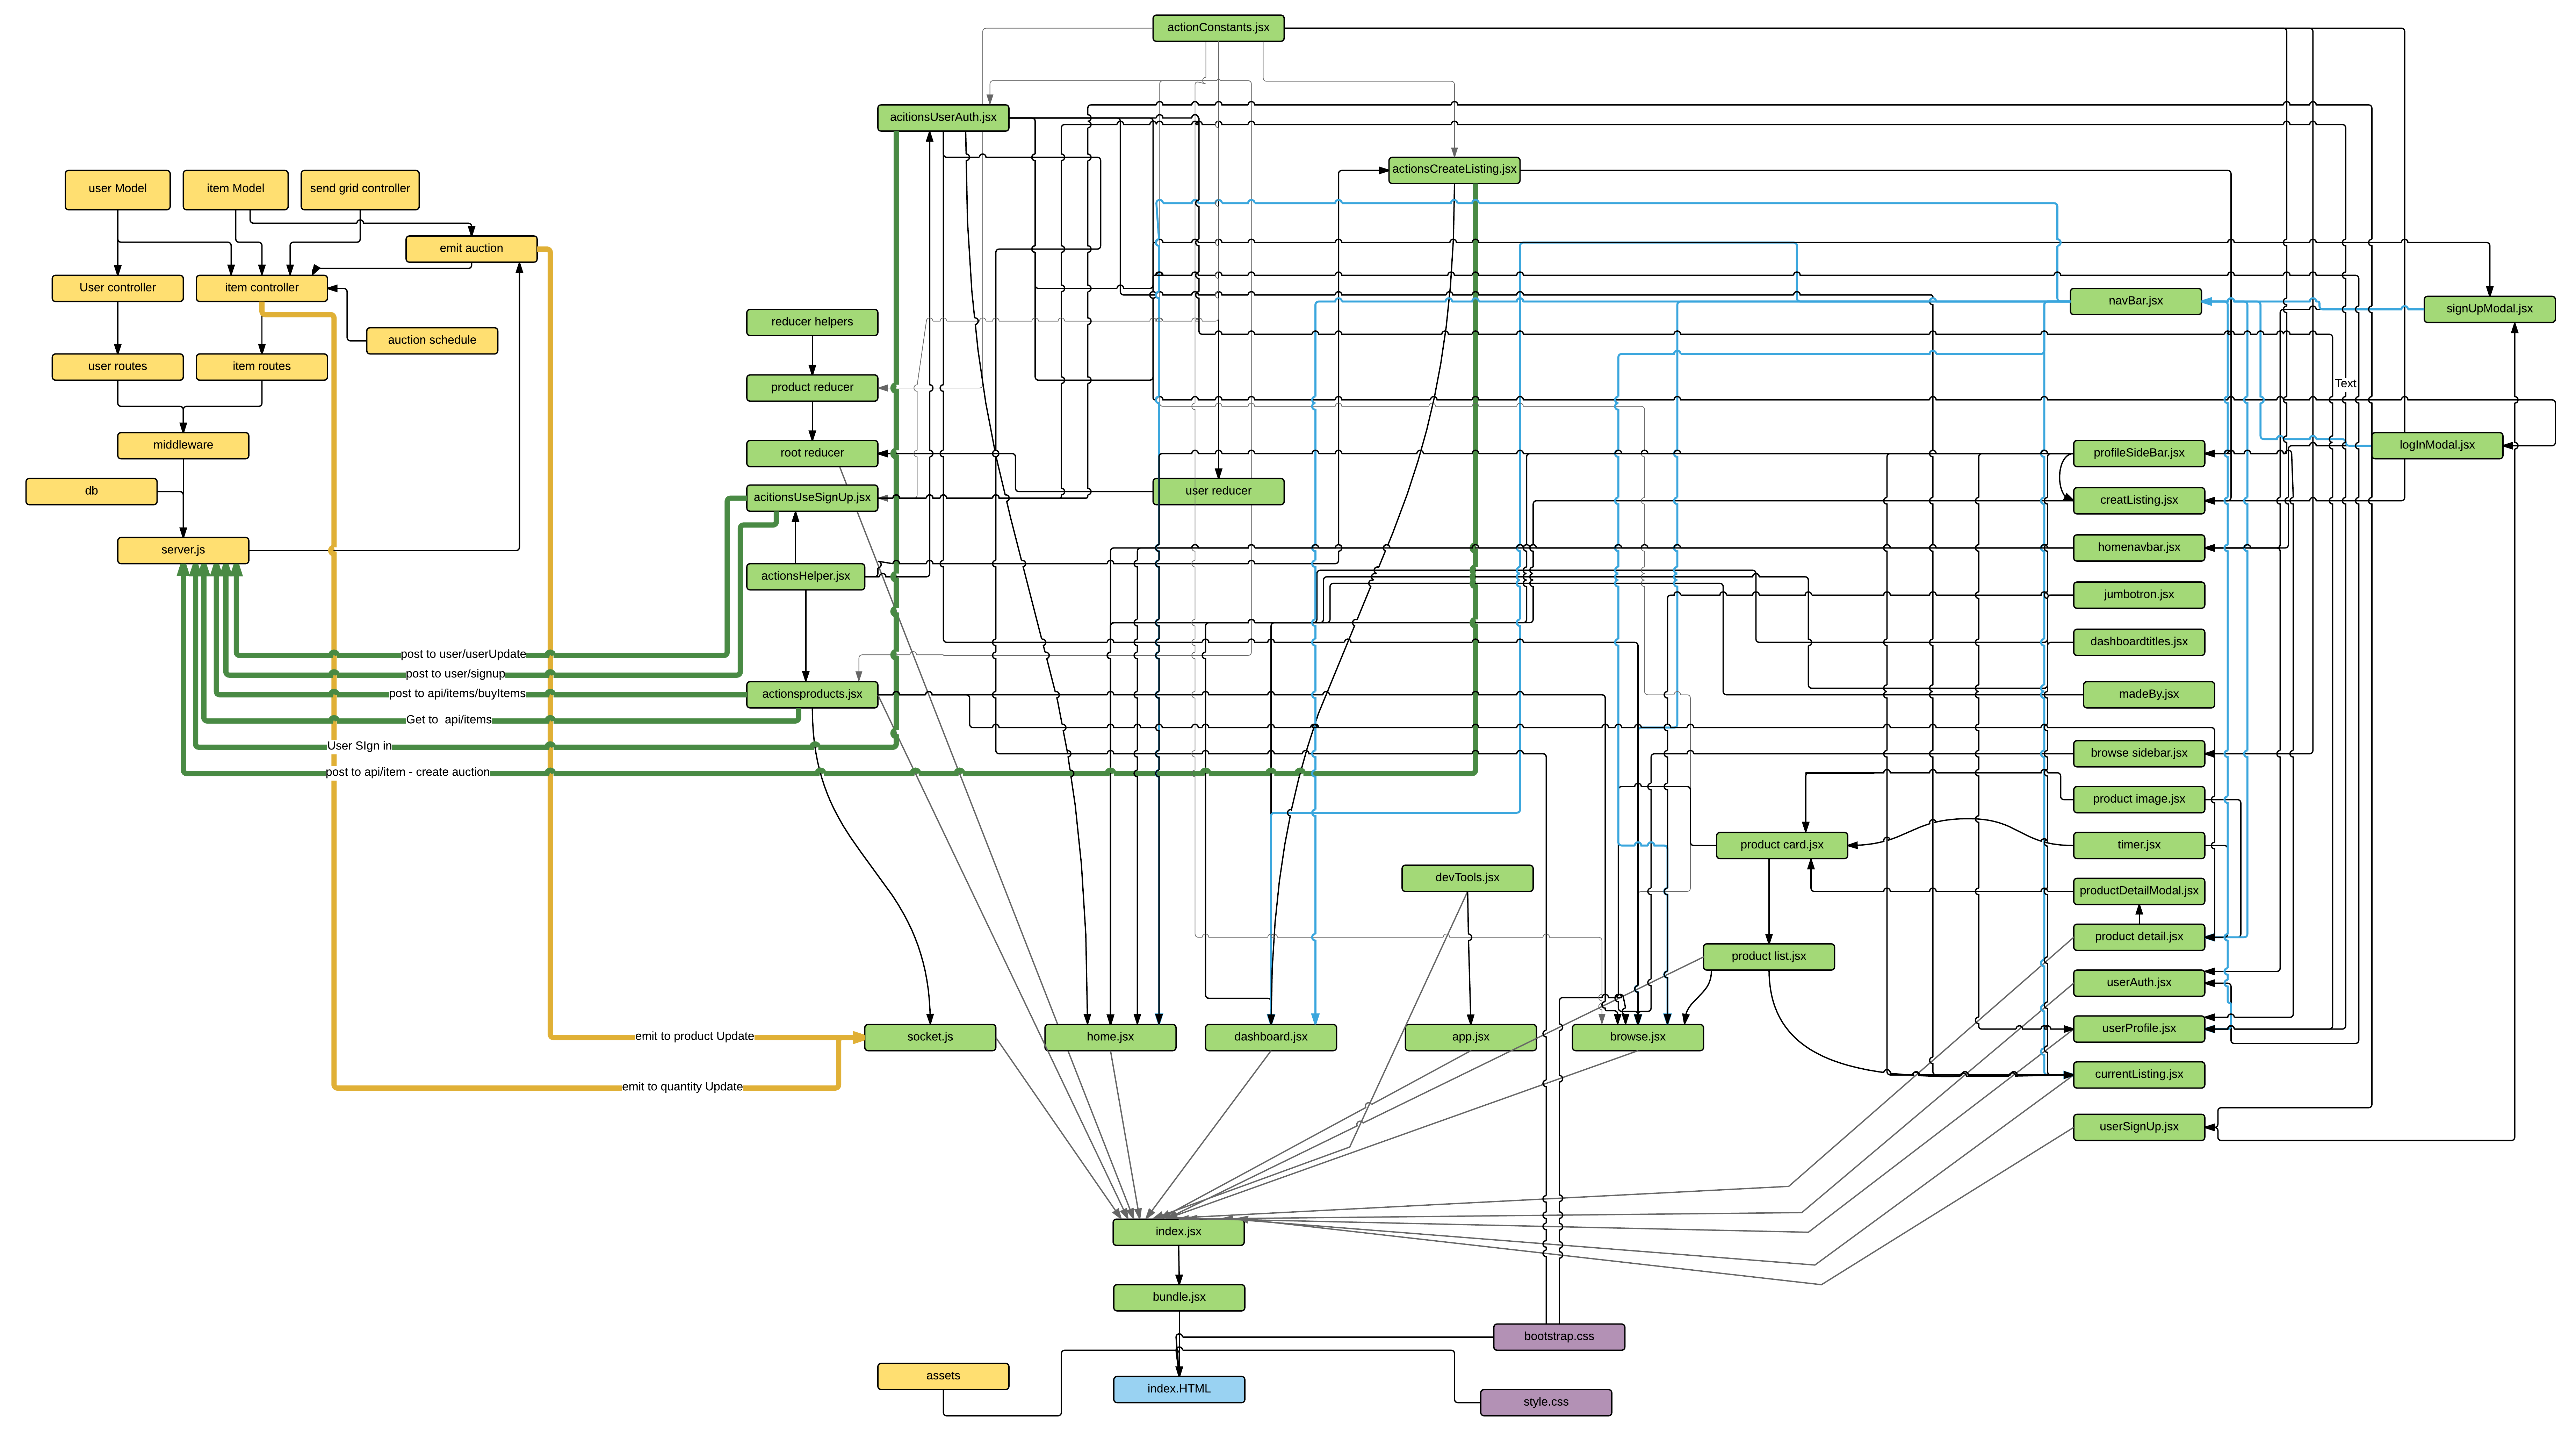 actionConstants.jsx
acitionsUserAuth.jsx
actionsCreateListing.jsx
user Model
item Model
send grid controller
emit auction
User controller
item controller
navBar.jsx
signUpModal.jsx
reducer helpers
auction schedule
user routes
item routes
product reducer
Text
middleware
root reducer
profileSideBar.jsx
logInModal.jsx
db
acitionsUseSignUp.jsx
user reducer
creatListing.jsx
server.js
homenavbar.jsx
actionsHelper.jsx
jumbotron.jsx
dashboardtitles.jsx
post to user/userUpdate
post to user/signup
post to api/items/buyItems
actionsproducts.jsx
madeBy.jsx
Get to  api/items
User SIgn in
browse sidebar.jsx
post to api/item - create auction
product image.jsx
product card.jsx
timer.jsx
devTools.jsx
productDetailModal.jsx
product detail.jsx
product list.jsx
userAuth.jsx
emit to product Update
socket.js
home.jsx
dashboard.jsx
app.jsx
browse.jsx
userProfile.jsx
currentListing.jsx
emit to quantity Update
userSignUp.jsx
index.jsx
bundle.jsx
bootstrap.css
assets
index.HTML
style.css